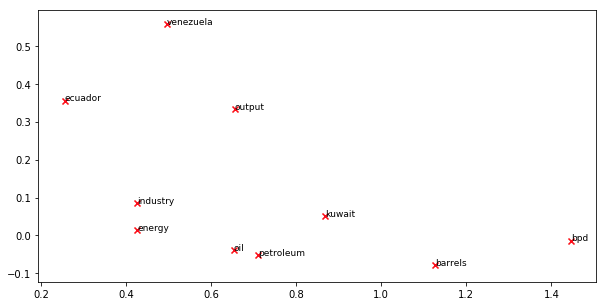 venezuela
0.5
0.4
ecuador
output
0.3
0.2
0.1
industry
kuwait
0.0
energy
bpd
oil
petroleum
barrels
−0.1
0.2
0.4
0.6
0.8
1.0
1.2
1.4